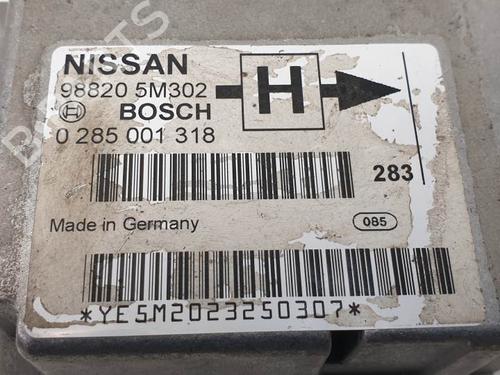 NISSAN
98820 5M302
H
BOSCH
0 285 001 318
283
Made in Germany
085
*YE5M2023250307*